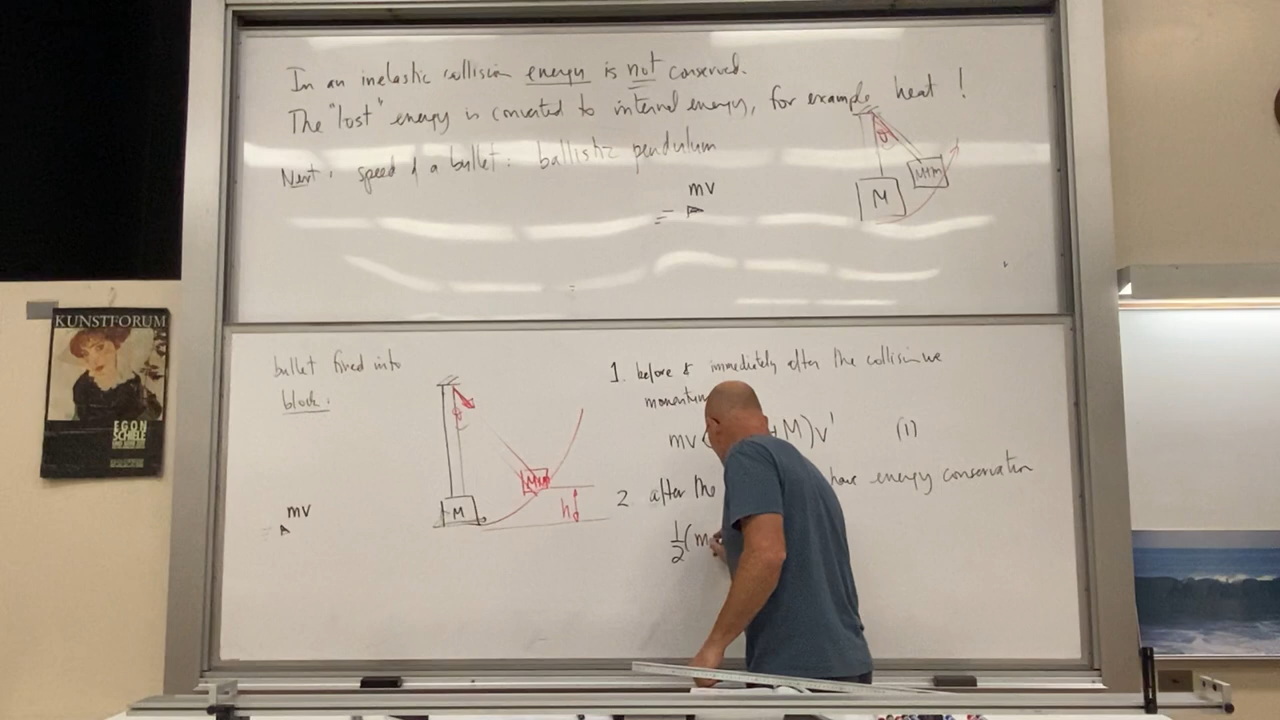 In an inelastic collision energy is not conserved.
The "lost" energy is converted to internal energy, for example heat !
Next: speed of a bullet: ballistic pendulum
mv
θ
M
M+m
KUNSTFORUM
EGON
SCHIELE
bullet fired into
block:
θ
M+m
M
h
mv
1. before & immediately after the collision we
momentum
mv M)v' (1)
2 after the have energy conservation
1/2(m